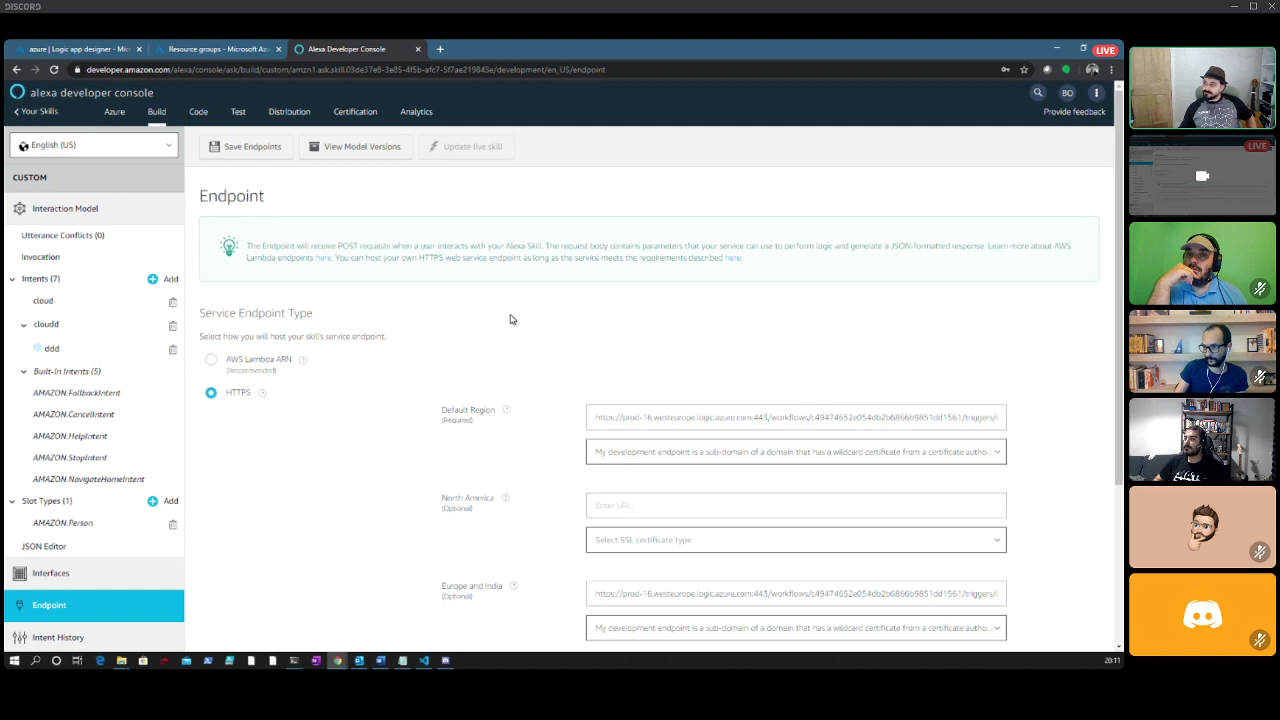 DISCORD
azure | Logic app designer - Mic
Resource groups - Microsoft Az
Alexa Developer Console
LIVE
developer.amazon.com/alexa/console/ask/build/custom/amzn1.ask.skill.03de37e8-3e85-4f5b-afc7-5f7ae219843e/development/en_US/endpoint
alexa developer console
BO
Your Skills
Azure
Build
Code
Test
Distribution
Certification
Analytics
Provide feedback
English (US)
Save Endpoints
View Model Versions
Update live skill
CUSTOM
Interaction Model
Utterance Conflicts (0)
Invocation
Intents (7)
Add
cloud
cloudd
ddd
Built-In Intents (5)
AMAZON.FallbackIntent
AMAZON.CancelIntent
AMAZON.HelpIntent
AMAZON.StopIntent
AMAZON.NavigateHomeIntent
Slot Types (1)
Add
AMAZON.Person
JSON Editor
Interfaces
Endpoint
Intent History
Endpoint
The Endpoint will receive POST requests when a user interacts with your Alexa Skill. The request body contains parameters that your service can use to perform logic and generate a JSON-formatted response. Learn more about AWS
Lambda endpoints here. You can host your own HTTPS web service endpoint as long as the service meets the requirements described here.
Service Endpoint Type
Select how you will host your skill's service endpoint.
AWS Lambda ARN
(Recommended)
HTTPS
Default Region
(Required)
https://prod-16.westeurope.logic.azure.com:443/workflows/c49474652e054db2b6866b9851dd1561/triggers/
My development endpoint is a sub-domain of a domain that has a wildcard certificate from a certificate autho...
North America
(Optional)
Enter URI...
Select SSL certificate type
Europe and India
(Optional)
https://prod-16.westeurope.logic.azure.com:443/workflows/c49474652e054db2b6866b9851dd1561/triggers/
My development endpoint is a sub-domain of a domain that has a wildcard certificate from a certificate autho...
20:11
LIVE